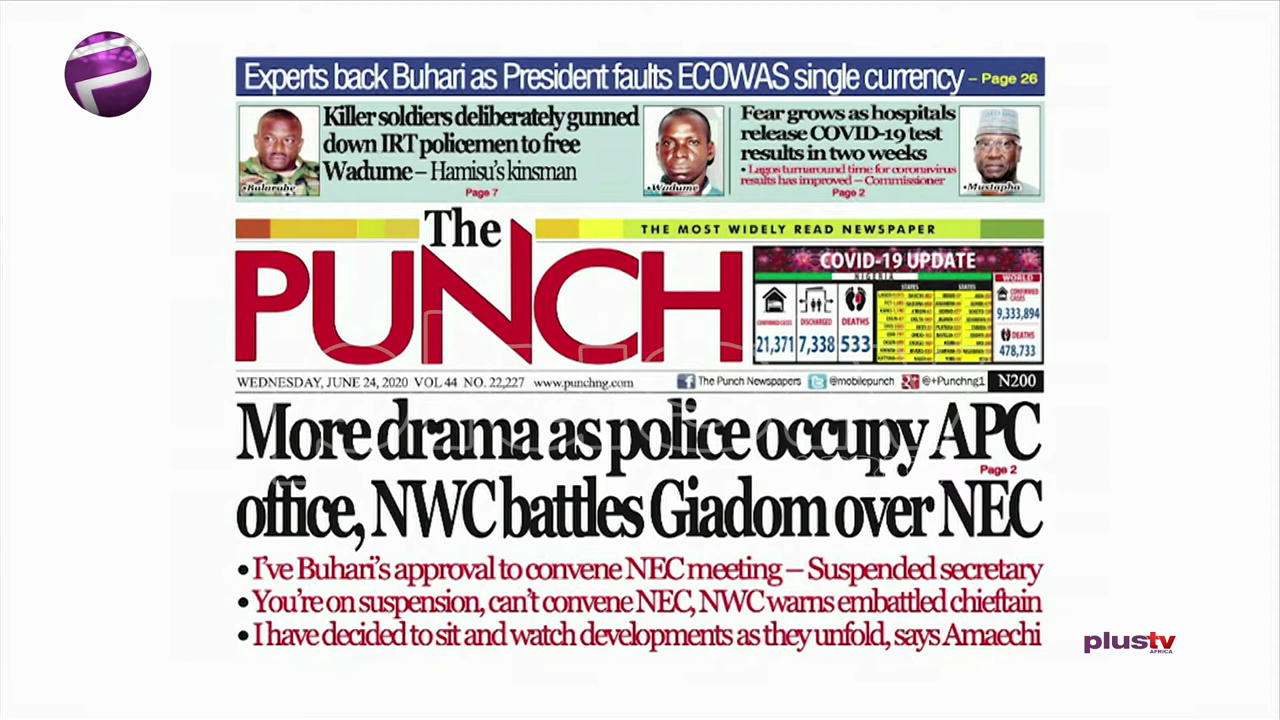 Experts back Buhari as President faults ECOWAS single currency – Page 26
Killer soldiers deliberately gunned
down IRT policemen to free
Wadume – Hamisu's kinsman
Page 7
•Balarabe
•Wadume
Fear grows as hospitals
release COVID-19 test
results in two weeks
• Lagos turnaround time for coronavirus
results has improved – Commissioner
Page 2
•Mustapha
THE MOST WIDELY READ NEWSPAPER
The
PUNCH
COVID-19 UPDATE
NIGERIA
CONFIRMED CASES
21,371
DISCHARGED
7,338
DEATHS
533
STATES
STATES
WORLD
CONFIRMED
CASES
9,333,894
DEATHS
478,733
WEDNESDAY, JUNE 24, 2020 VOL 44 NO. 22,227 www.punchng.com The Punch Newspapers @mobilepunch @+Punchng1 N200
More drama as police occupy APC
Page 2
office, NWC battles Giadom over NEC
• I've Buhari's approval to convene NEC meeting – Suspended secretary
• You're on suspension, can't convene NEC, NWC warns embattled chieftain
• I have decided to sit and watch developments as they unfold, says Amaechi
plustv
AFRICA